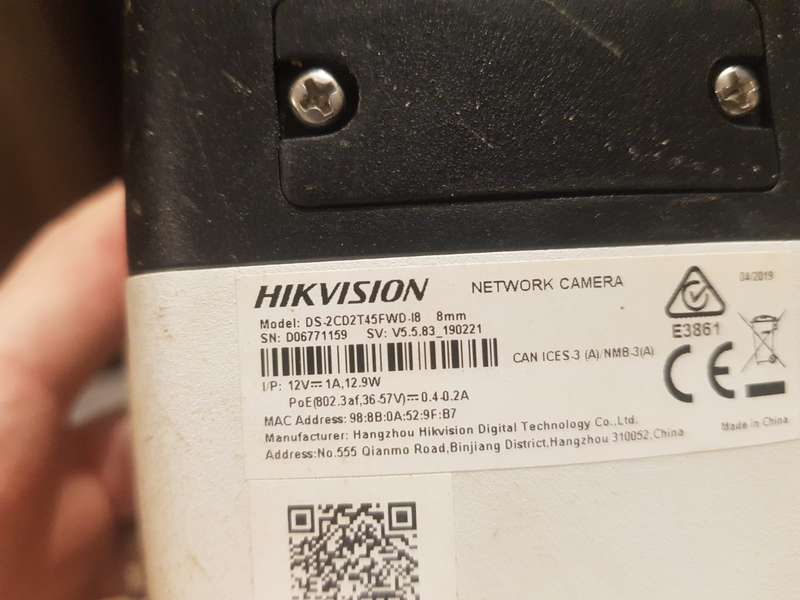 HIKVISION NETWORK CAMERA
04/2019
Model: DS-2CD2T45FWD-I8 8mm
SN: D06771159 SV: V5.5.83_190221
E3861
CAN ICES-3 (A)/NMB-3(A)
CE
I/P: 12V⎓1A,12.9W
PoE(802.3af,36-57V)⎓0.4-0.2A
MAC Address: 98:8B:0A:52:9F:B7
Manufacturer: Hangzhou Hikvision Digital Technology Co.,Ltd.
Address:No.555 Qianmo Road,Binjiang District,Hangzhou 310052,China
Made in China